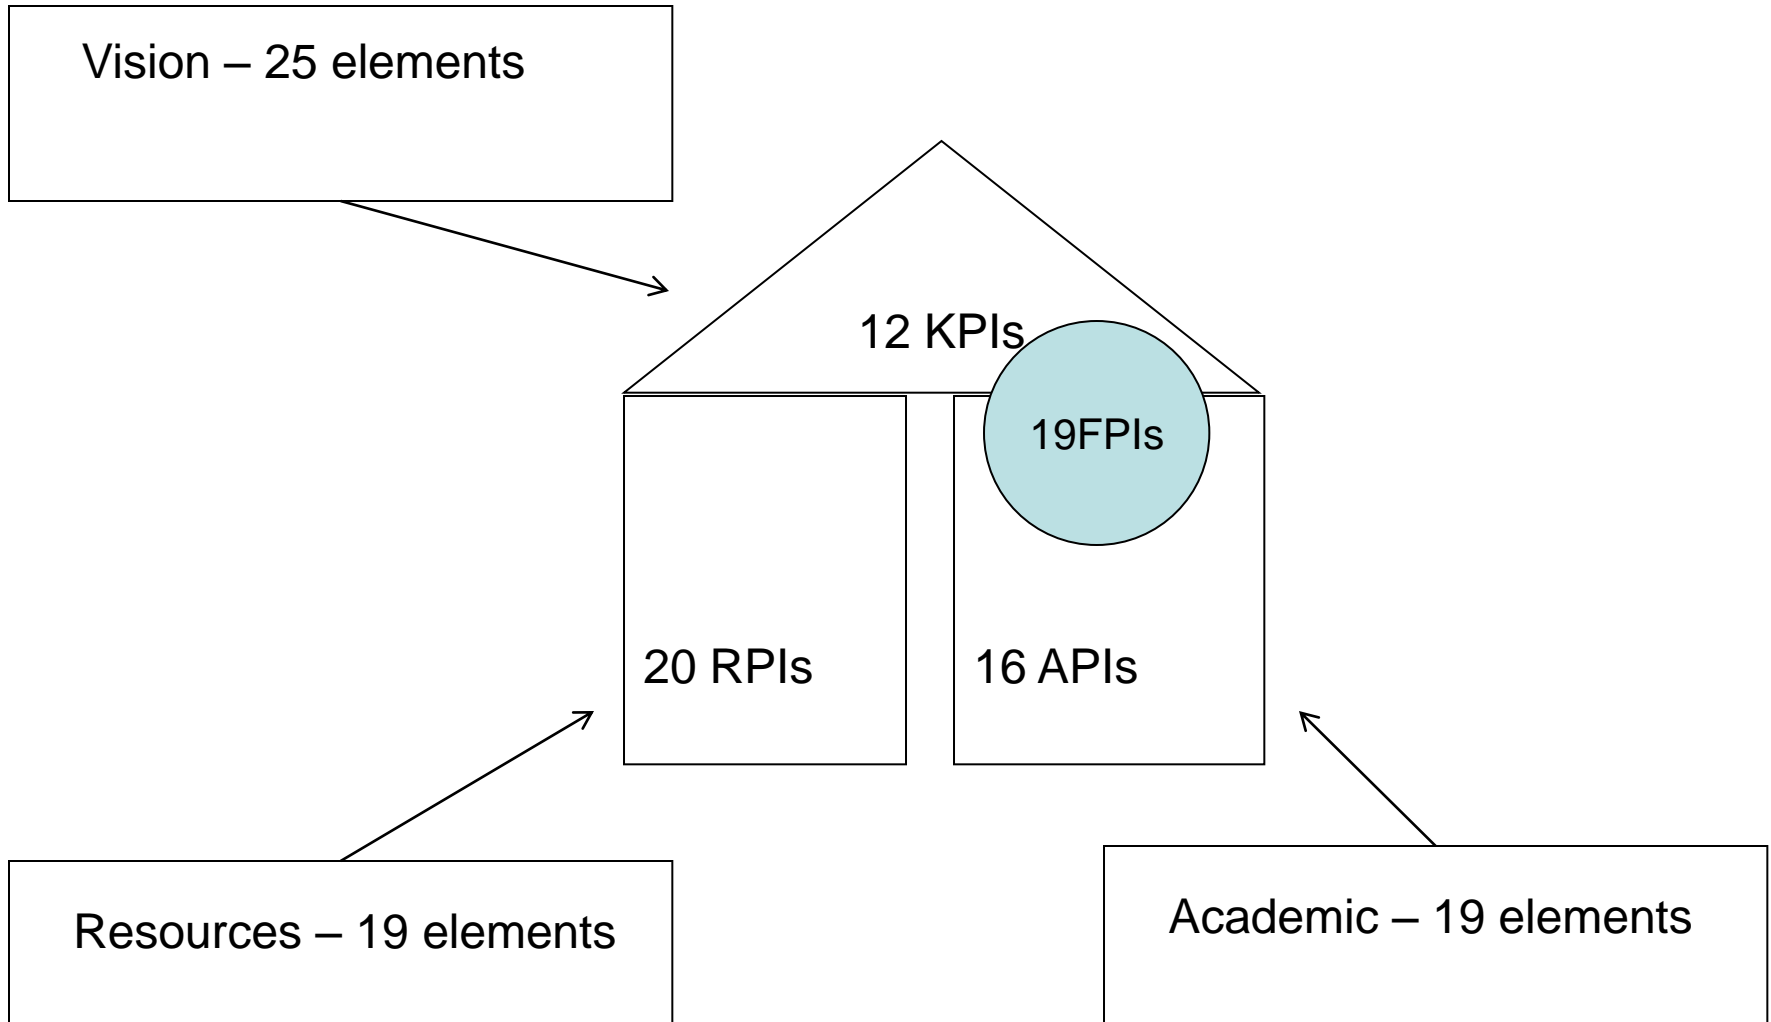 Vision – 25 elements
12 KPIs
19FPIs
20 RPIs
16 APIs
Resources – 19 elements
Academic – 19 elements